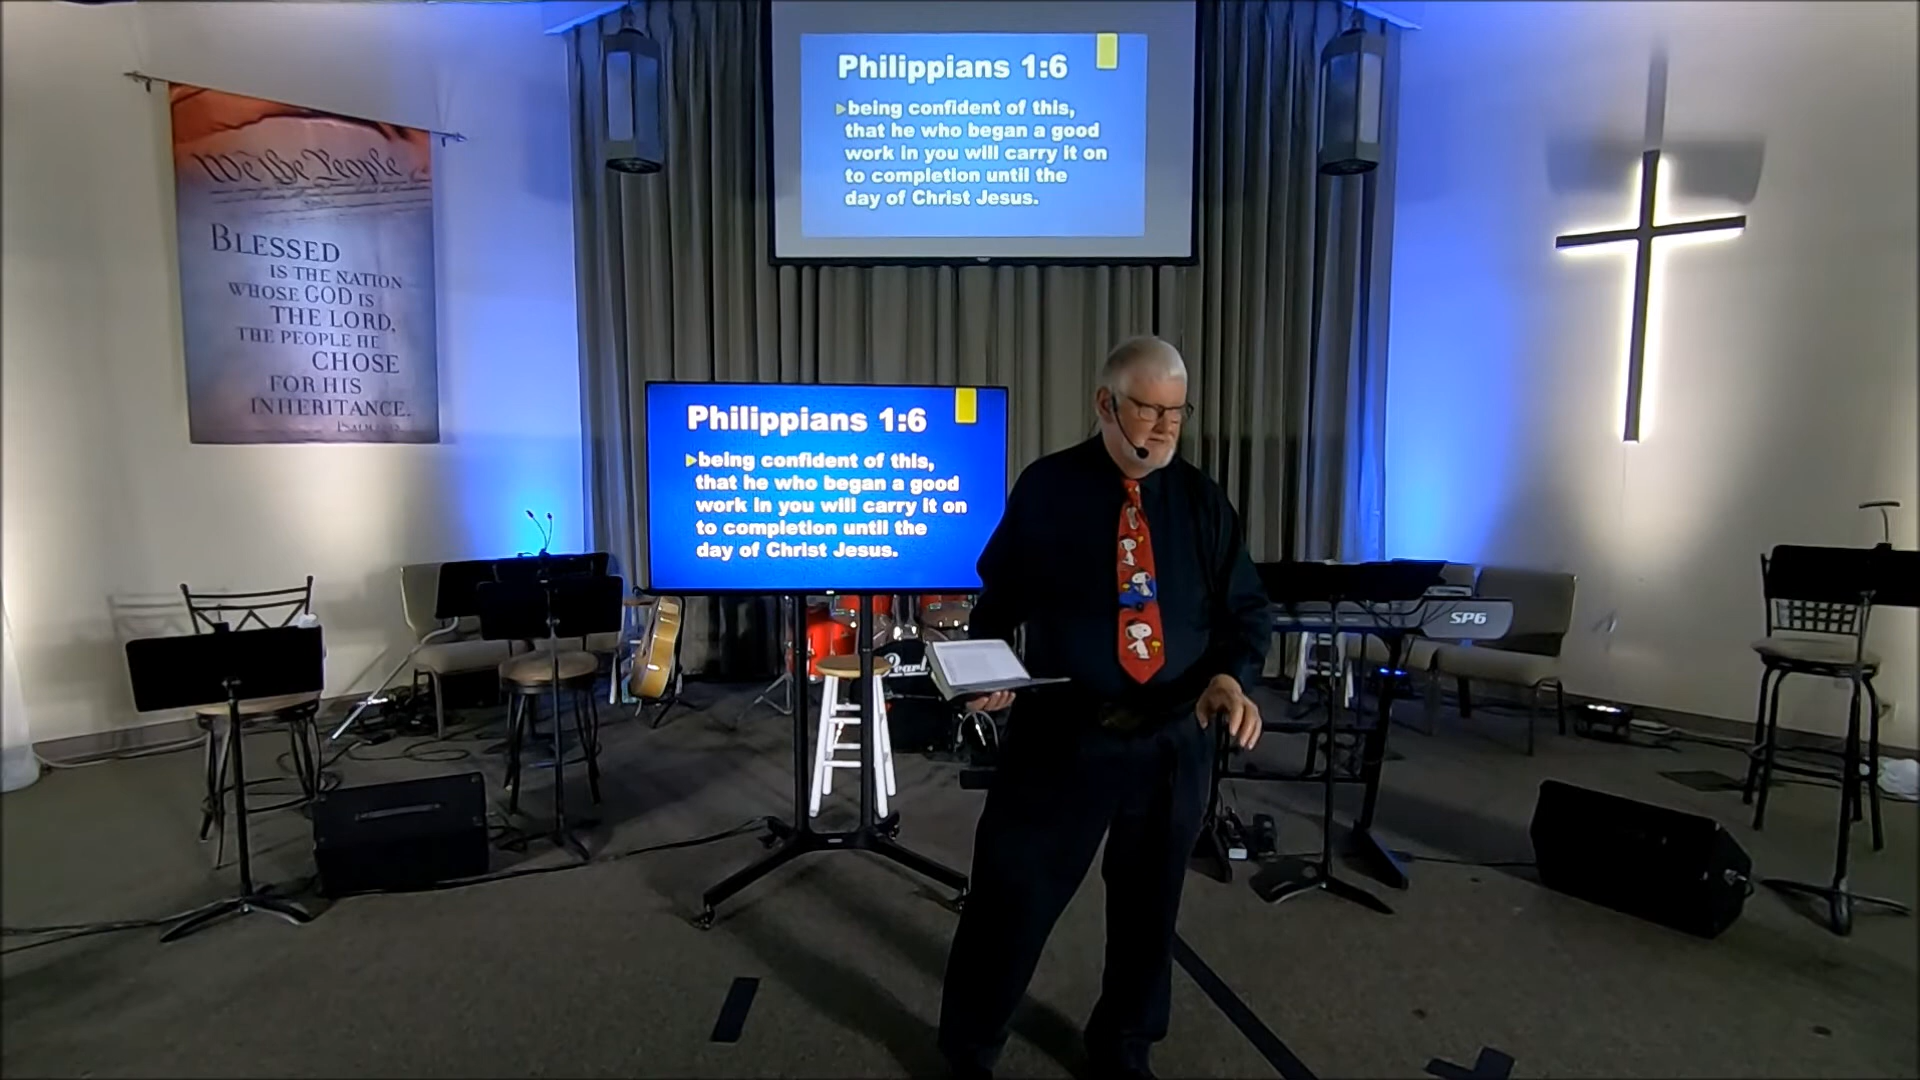 Philippians 1:6
being confident of this,
that he who began a good
work in you will carry it on
to completion until the
day of Christ Jesus.
We the People
BLESSED
IS THE NATION
WHOSE GOD IS
THE LORD,
THE PEOPLE HE
CHOSE
FOR HIS
INHERITANCE.
Philippians 1:6
being confident of this,
that he who began a good
work in you will carry it on
to completion until the
day of Christ Jesus.
SP6
Pearl